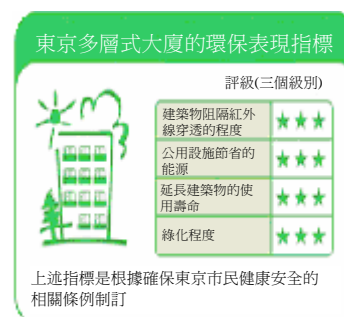 東京多層式大廈的環保表現指標
評級(三個級別)
建築物阻隔紅外
線穿透的程度
★★★
公用設施節省的
能源
★★★
延長建築物的使
用壽命
★★★
綠化程度
★★★
上述指標是根據確保東京市民健康安全的
相關條例制訂